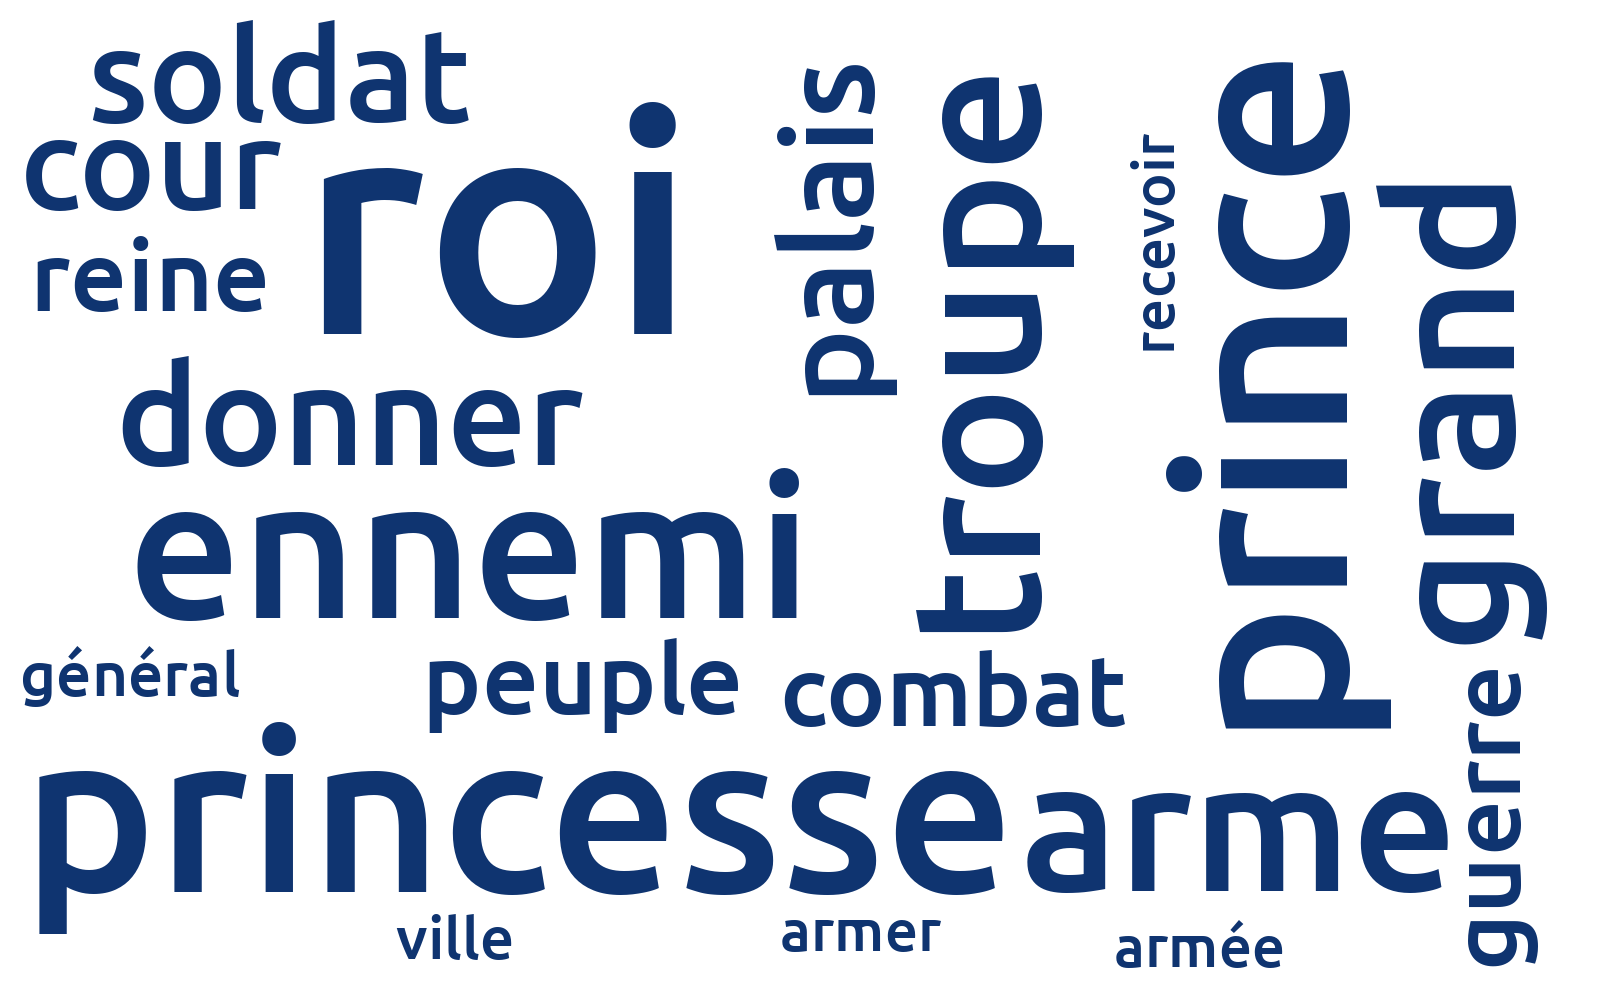 soldat
cour
roi
reine
donner
ennemi
général
peuple
combat
palais
troupe
recevoir
prince
grand
princesse
arme
guerre
ville
armer
armée